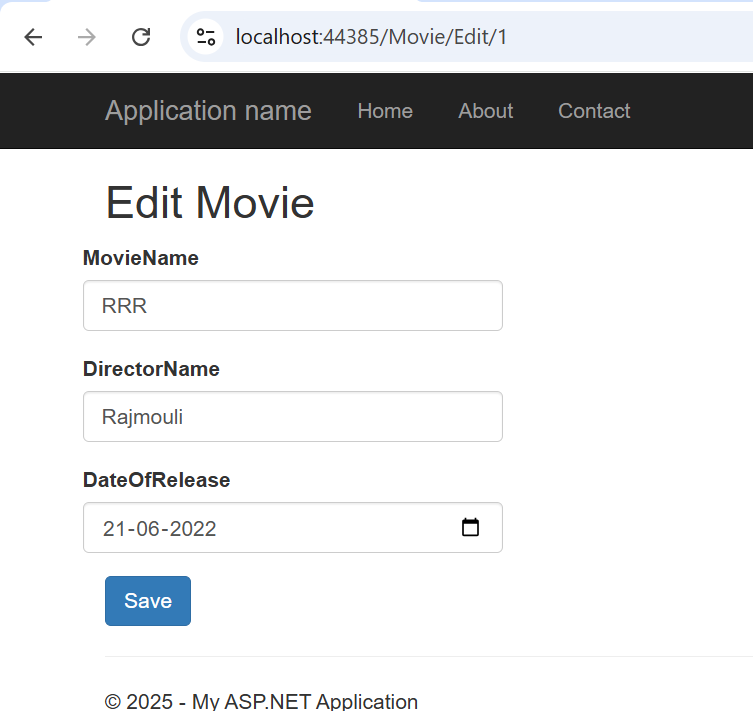 localhost:44385/Movie/Edit/1
Application name Home About Contact
Edit Movie
MovieName
RRR
DirectorName
Rajmouli
DateOfRelease
21-06-2022
Save
© 2025 - My ASP.NET Application